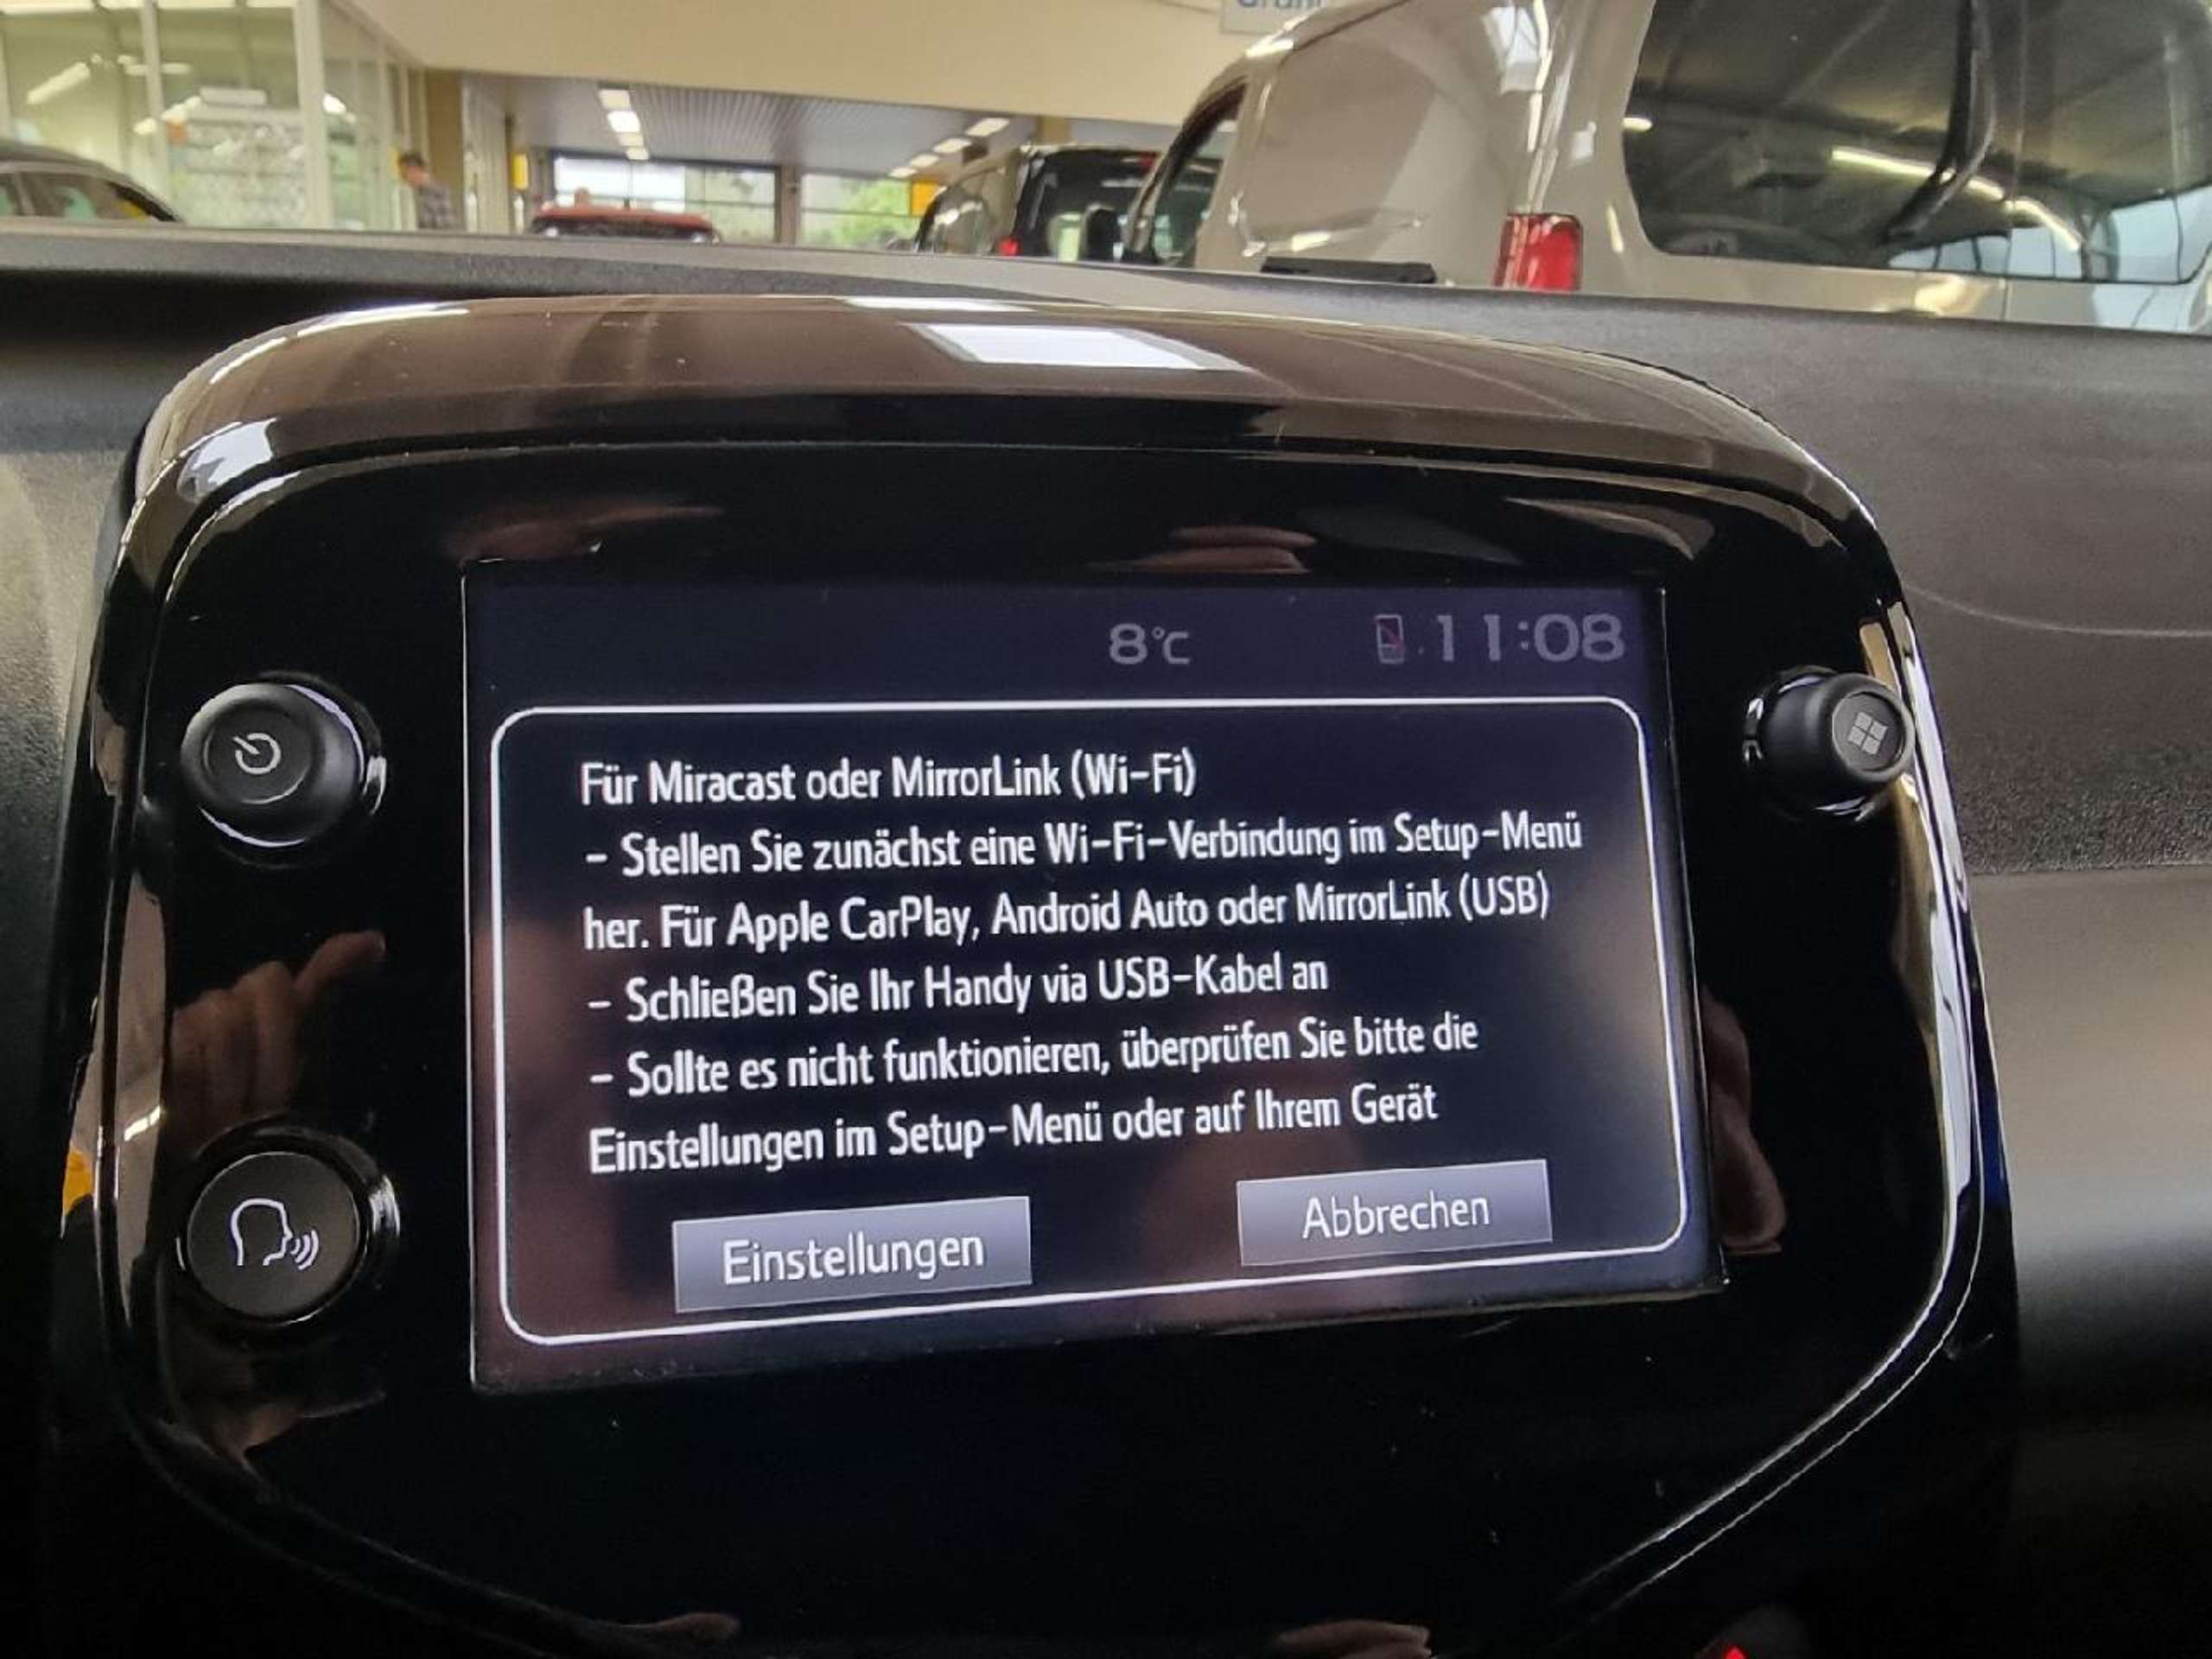 8°C
11:08
Für Miracast oder MirrorLink (Wi-Fi)
- Stellen Sie zunächst eine Wi-Fi-Verbindung im Setup-Menü
her. Für Apple CarPlay, Android Auto oder MirrorLink (USB)
- Schließen Sie Ihr Handy via USB-Kabel an
- Sollte es nicht funktionieren, überprüfen Sie bitte die
Einstellungen im Setup-Menü oder auf Ihrem Gerät
Einstellungen
Abbrechen